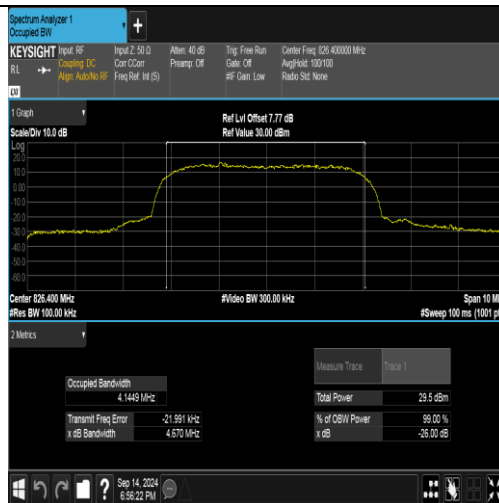 Spectrum Analyzer 1
Occupied BW
KEYSIGHT
Input: RF
Coupling: DC
Align: Auto/No RF
Input Z: 50 Ω
Corr CCorr
Freq Ref: Int (S)
Atten: 40 dB
Preamp: Off
Trig: Free Run
Gate: Off
#IF Gain: Low
Center Freq: 826.400000 MHz
Avg|Hold: 100/100
Radio Std: None
R L
1 Graph
Scale/Div 10.0 dB
Ref Lvl Offset 7.77 dB
Ref Value 30.00 dBm
Log
20.0
10.0
0.00
-10.0
-20.0
-30.0
-40.0
-50.0
-60.0
Center 826.400 MHz
#Res BW 100.00 kHz
#Video BW 300.00 kHz
Span 10 M
#Sweep 100 ms (1001 pt
2 Metrics
Measure Trace
Trace 1
Occupied Bandwidth
4.1449 MHz
Total Power
29.5 dBm
Transmit Freq Error
-21.991 kHz
% of OBW Power
99.00 %
x dB Bandwidth
4.670 MHz
x dB
-26.00 dB
Sep 14, 2024
6:56:22 PM